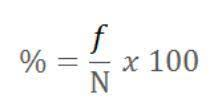 % = f/N x 100